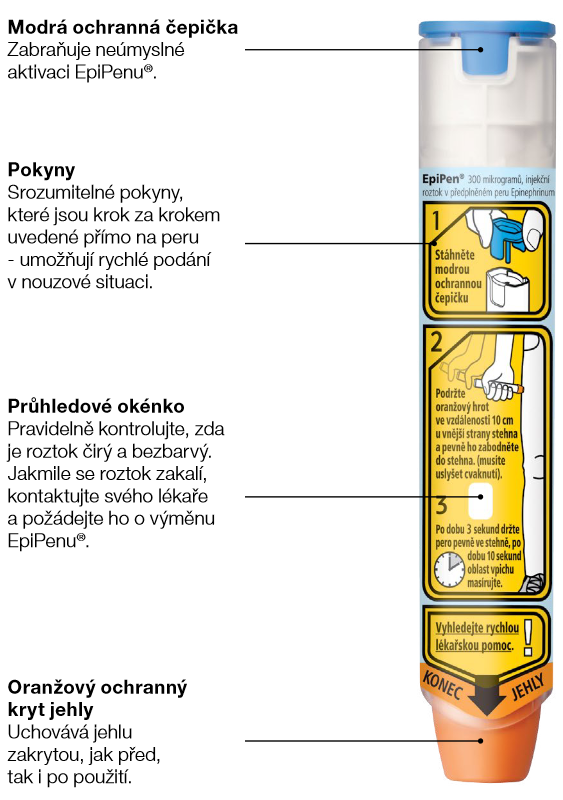 Modrá ochranná čepička
Zabraňuje neúmyslné
aktivaci EpiPenu®.
Pokyny
Srozumitelné pokyny,
které jsou krok za krokem
uvedené přímo na peru
- umožňují rychlé podání
v nouzové situaci.
Průhledové okénko
Pravidelně kontrolujte, zda
je roztok čirý a bezbarvý.
Jakmile se roztok zakalí,
kontaktujte svého lékaře
a požádejte ho o výměnu
EpiPenu®.
Oranžový ochranný
kryt jehly
Uchovává jehlu
zakrytou, jak před,
tak i po použití.
EpiPen® 300 mikrogramů, injekční
roztok v předplněném peru Epinephrinum
1
Stáhněte
modrou
ochrannou
čepičku
2
Podržte
oranžový hrot
ve vzdálenosti 10 cm
u vnější strany stehna
a pevně ho zabodněte
do stehna. (musíte
uslyšet cvaknutí).
3
Po dobu 3 sekund držte
pero pevně ve stehně, po
dobu 10 sekund
oblast vpichu
masírujte.
Vyhledejte rychlou
lékařskou pomoc. !
KONEC JEHLY